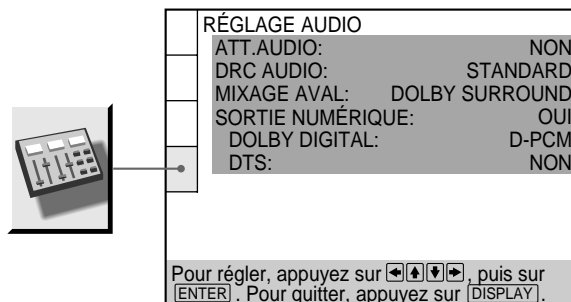 RÉGLAGE AUDIO
ATT.AUDIO: NON
DRC AUDIO: STANDARD
MIXAGE AVAL: DOLBY SURROUND
SORTIE NUMÉRIQUE: OUI
DOLBY DIGITAL: D-PCM
DTS: NON
Pour régler, appuyez sur ←↑↓→, puis sur
ENTER. Pour quitter, appuyez sur DISPLAY.